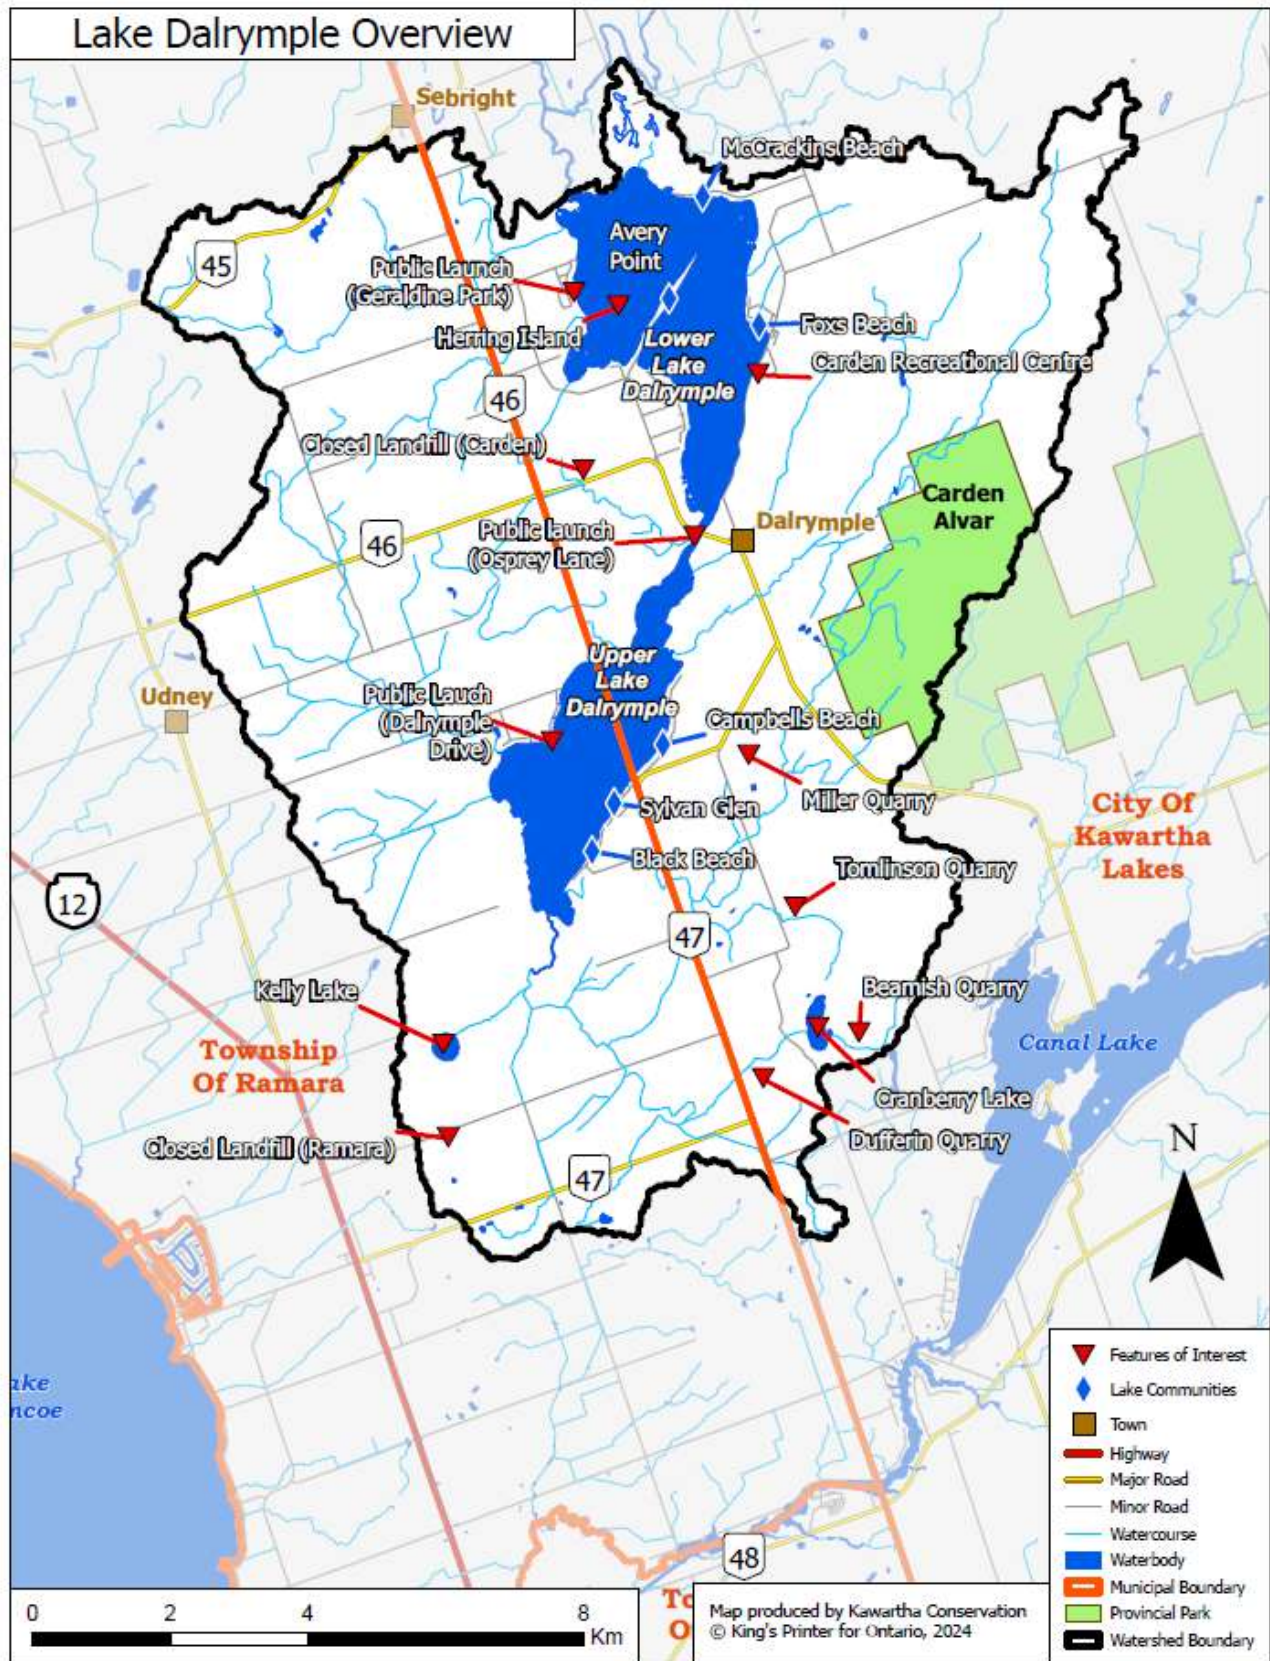 Lake Dalrymple Overview
Sebright
McCrackins Beach
45
Avery
Point
Public Launch
(Geraldine Park)
Herring Island
Foxs Beach
Lower
Lake
Dalrymple
Carden Recreational Centre
46
Closed Landfill (Carden)
Carden
Alvar
Dalrymple
46
Public launch
(Osprey Lane)
Upper
Lake
Dalrymple
Udney
Public Lauch
(Dalrymple
Drive)
Campbells Beach
Miller Quarry
Sylvan Glen
City Of
Kawartha
Lakes
Black Beach
Tomlinson Quarry
12
47
Kelly Lake
Beamish Quarry
Canal Lake
Township
Of Ramara
Cranberry Lake
Dufferin Quarry
Closed Landfill (Ramara)
47
N
ake
ncoe
Features of Interest
Lake Communities
Town
Highway
Major Road
Minor Road
Watercourse
Waterbody
Municipal Boundary
Provincial Park
Watershed Boundary
48
To
O
0 2 4 8
Km
Map produced by Kawartha Conservation
© King's Printer for Ontario, 2024